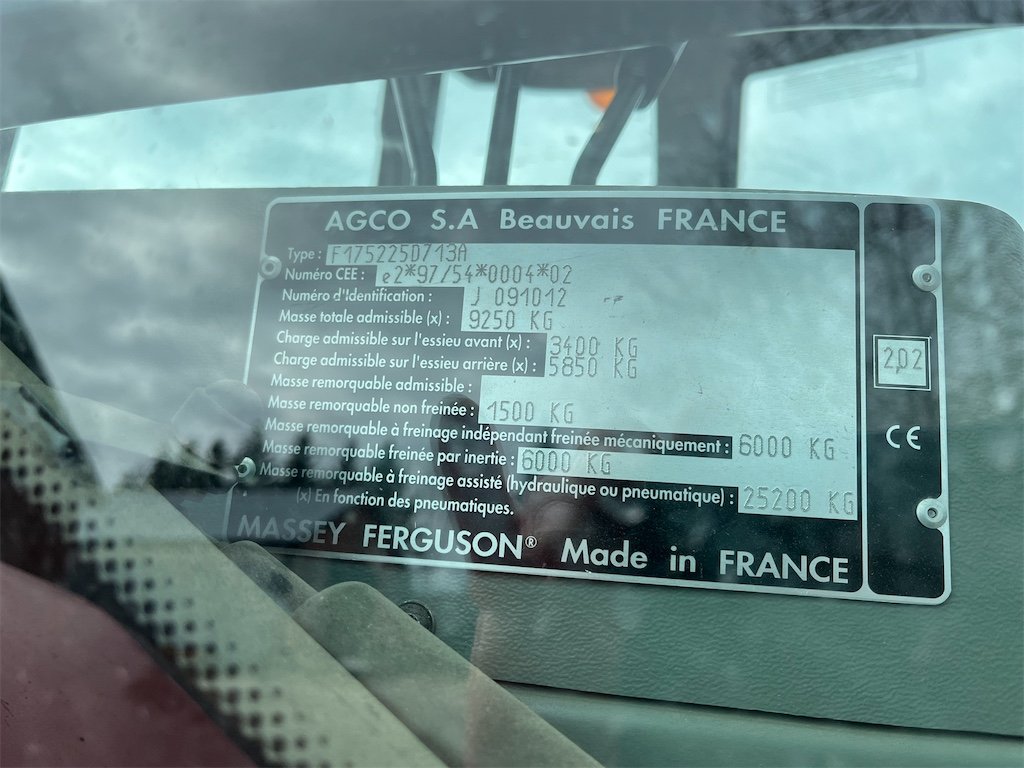 AGCO S.A Beauvais FRANCE
Type : F175225D713A
Numéro CEE : e2*97/54*0004*02
Numéro d'Identification : J 091012
Masse totale admissible (x) : 9250 KG
Charge admissible sur l'essieu avant (x) : 3400 KG
Charge admissible sur l'essieu arrière (x) : 5850 KG
Masse remorquable admissible :
Masse remorquable non freinée : 1500 KG
Masse remorquable à freinage indépendant freinée mécaniquement : 6000 KG
Masse remorquable freinée par inertie : 6000 KG
Masse remorquable à freinage assisté (hydraulique ou pneumatique) : 25200 KG
(x) En fonction des pneumatiques.
MASSEY FERGUSON® Made in FRANCE
2,02
CE